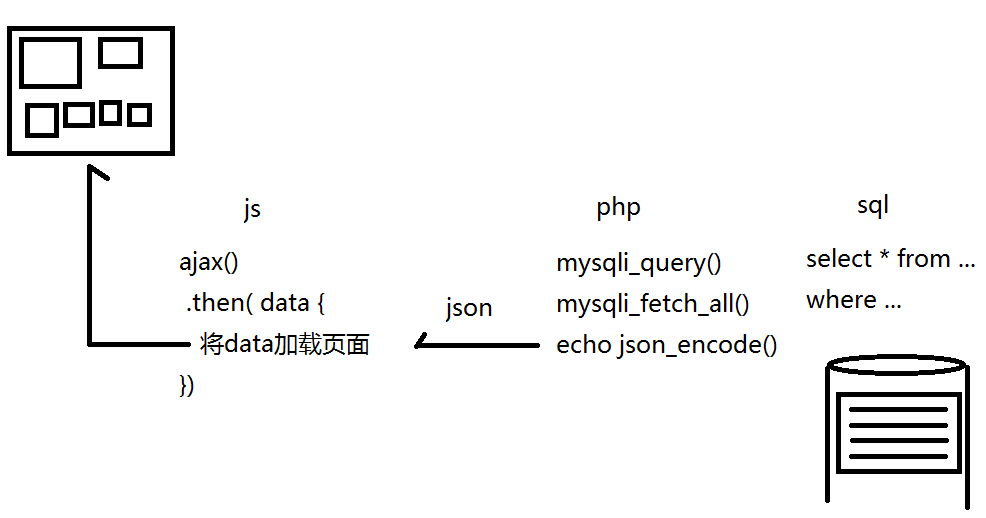 js
ajax()
.then( data {
将data加载页面
})
json
php
mysqli_query()
mysqli_fetch_all()
echo json_encode()
sql
select * from ...
where ...